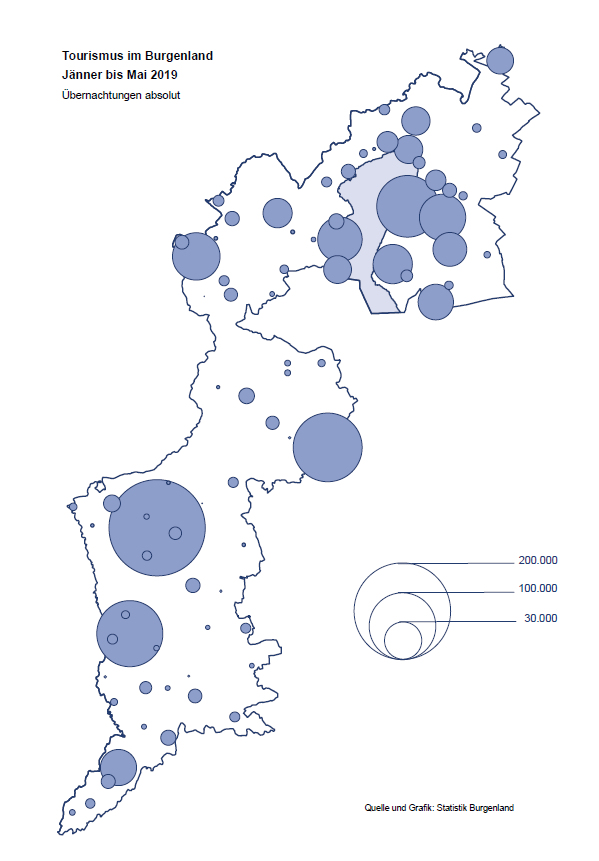 Tourismus im Burgenland
Jänner bis Mai 2019
Übernachtungen absolut
200.000
100.000
30.000
Quelle und Grafik: Statistik Burgenland